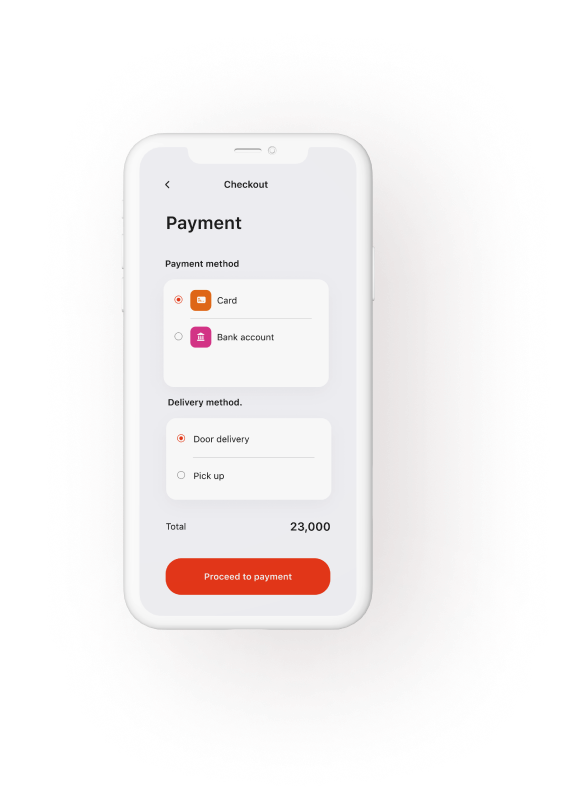 Checkout
Payment
Payment method
Card
Bank account
Delivery method.
Door delivery
Pick up
Total 23,000
Proceed to payment